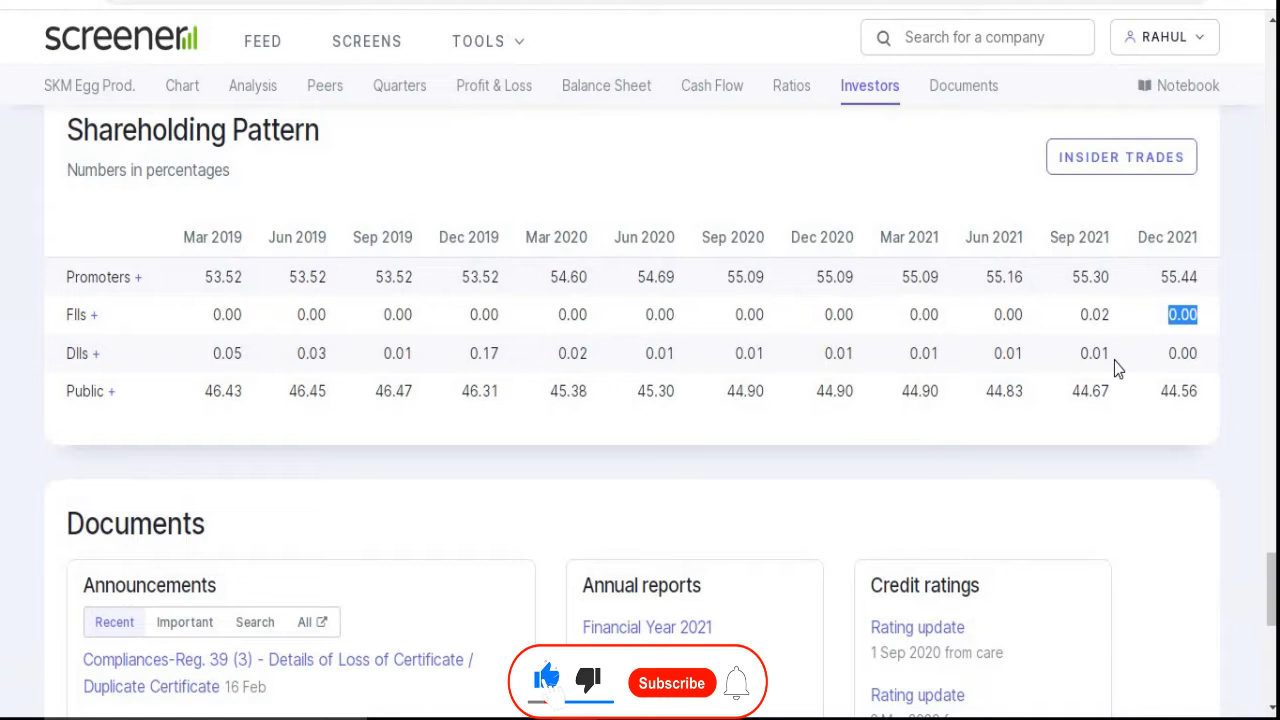 screener
FEED SCREENS TOOLS
Search for a company
RAHUL
SKM Egg Prod. Chart Analysis Peers Quarters Profit & Loss Balance Sheet Cash Flow Ratios Investors Documents Notebook
Shareholding Pattern
Numbers in percentages
INSIDER TRADES
Mar 2019 Jun 2019 Sep 2019 Dec 2019 Mar 2020 Jun 2020 Sep 2020 Dec 2020 Mar 2021 Jun 2021 Sep 2021 Dec 2021
Promoters + 53.52 53.52 53.52 53.52 54.60 54.69 55.09 55.09 55.09 55.16 55.30 55.44
FIIs + 0.00 0.00 0.00 0.00 0.00 0.00 0.00 0.00 0.00 0.00 0.02 0.00
DIIs + 0.05 0.03 0.01 0.17 0.02 0.01 0.01 0.01 0.01 0.01 0.01 0.00
Public + 46.43 46.45 46.47 46.31 45.38 45.30 44.90 44.90 44.90 44.83 44.67 44.56
Documents
Announcements
Recent Important Search All
Compliances-Reg. 39 (3) - Details of Loss of Certificate /
Duplicate Certificate 16 Feb
Annual reports
Financial Year 2021
Credit ratings
Rating update
1 Sep 2020 from care
Rating update
Subscribe